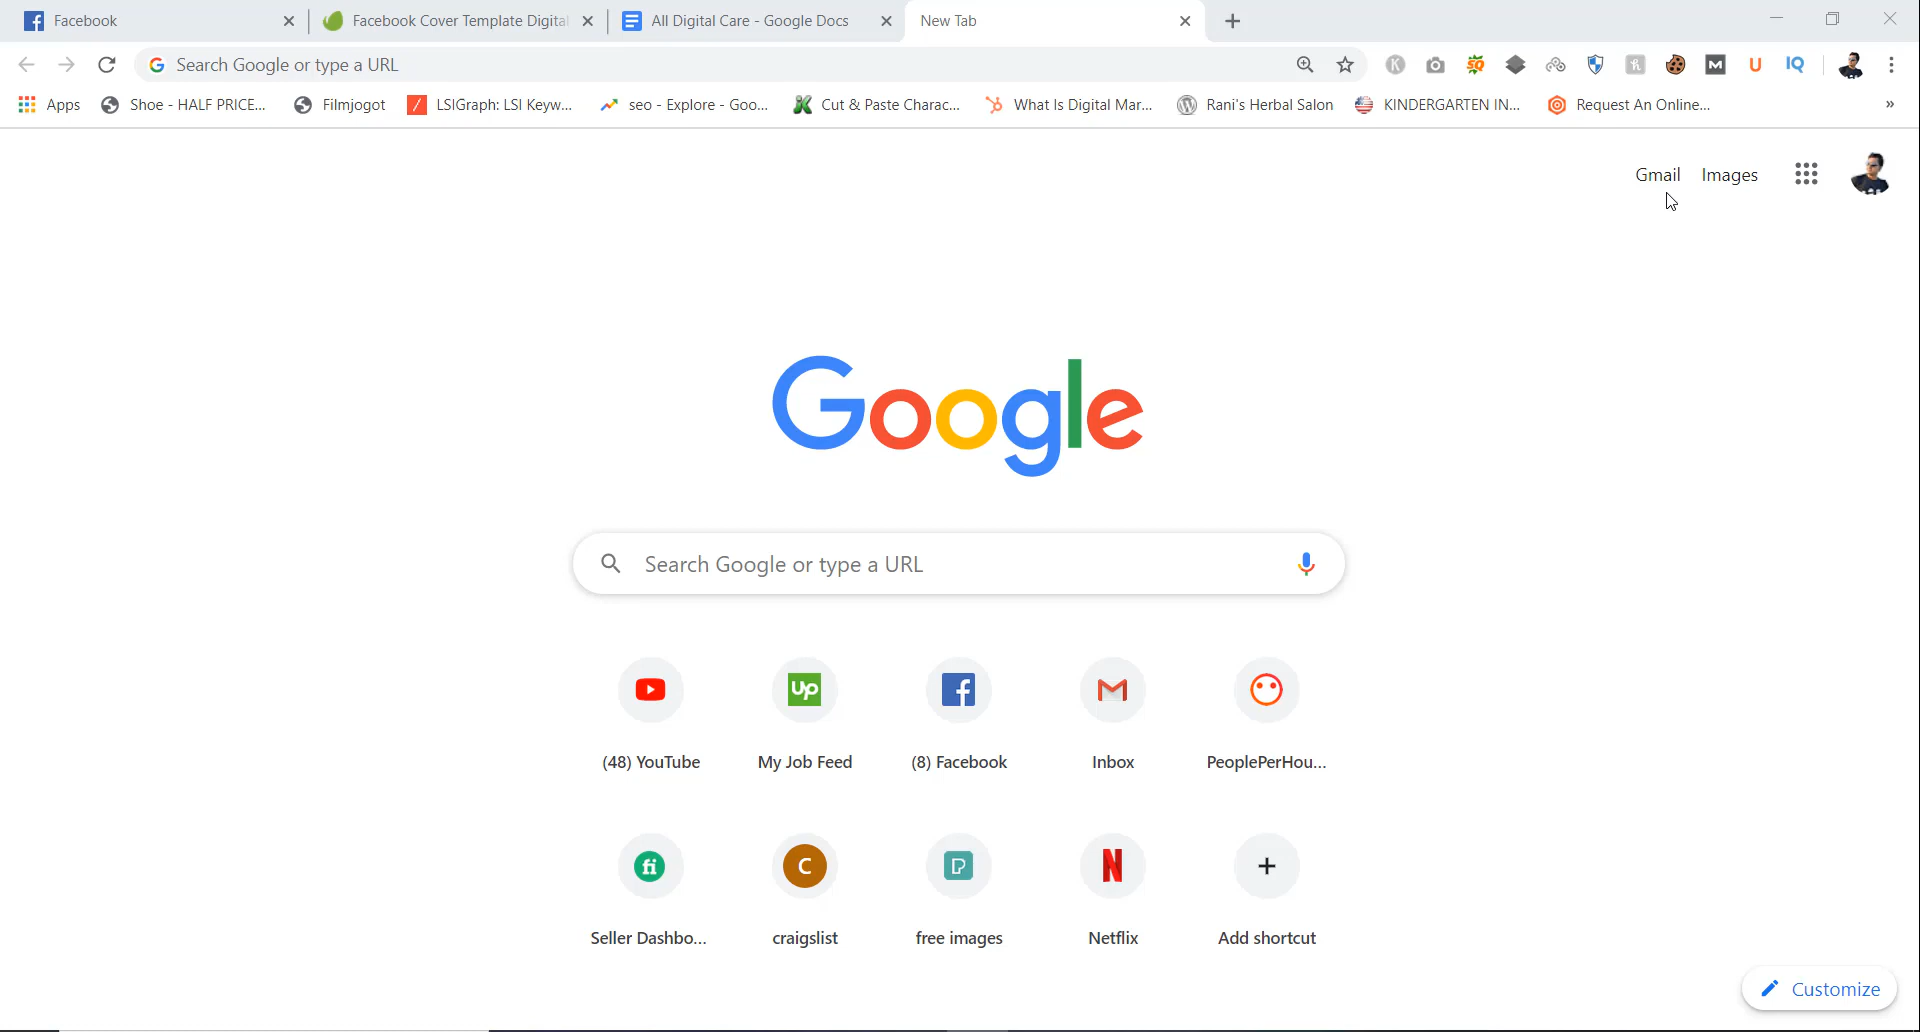 Facebook
Facebook Cover Template Digital
All Digital Care - Google Docs
New Tab
Search Google or type a URL
Apps
Shoe - HALF PRICE...
Filmjogot
LSIGraph: LSI Keyw...
seo - Explore - Goo...
Cut & Paste Charac...
What Is Digital Mar...
Rani's Herbal Salon
KINDERGARTEN IN...
Request An Online...
Gmail
Images
Google
Search Google or type a URL
(48) YouTube
My Job Feed
(8) Facebook
Inbox
PeoplePerHou...
Seller Dashbo...
craigslist
free images
Netflix
Add shortcut
Customize